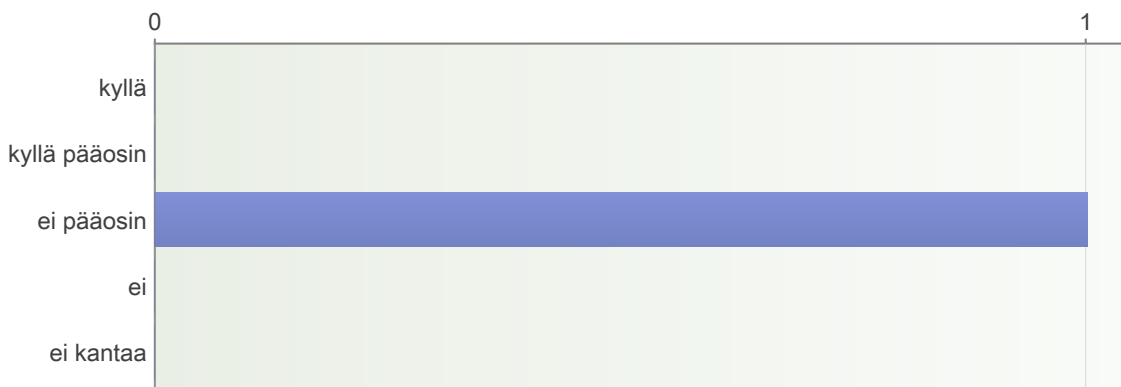 0 1
kyllä
kyllä pääosin
ei pääosin
ei
ei kantaa